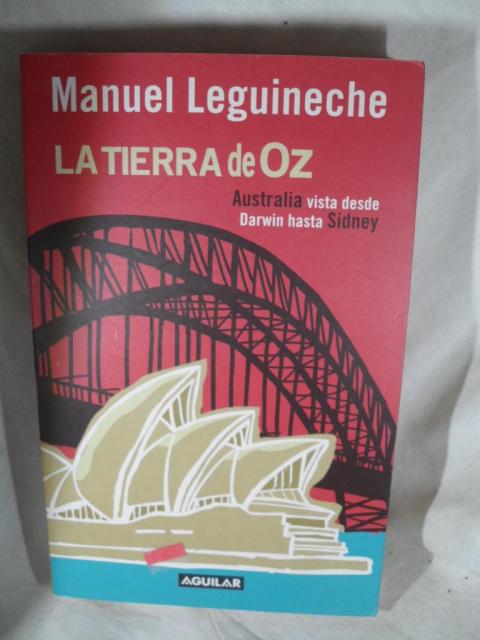 Manuel Leguineche
LA TIERRA de Oz
Australia vista desde
Darwin hasta Sidney
AGUILAR